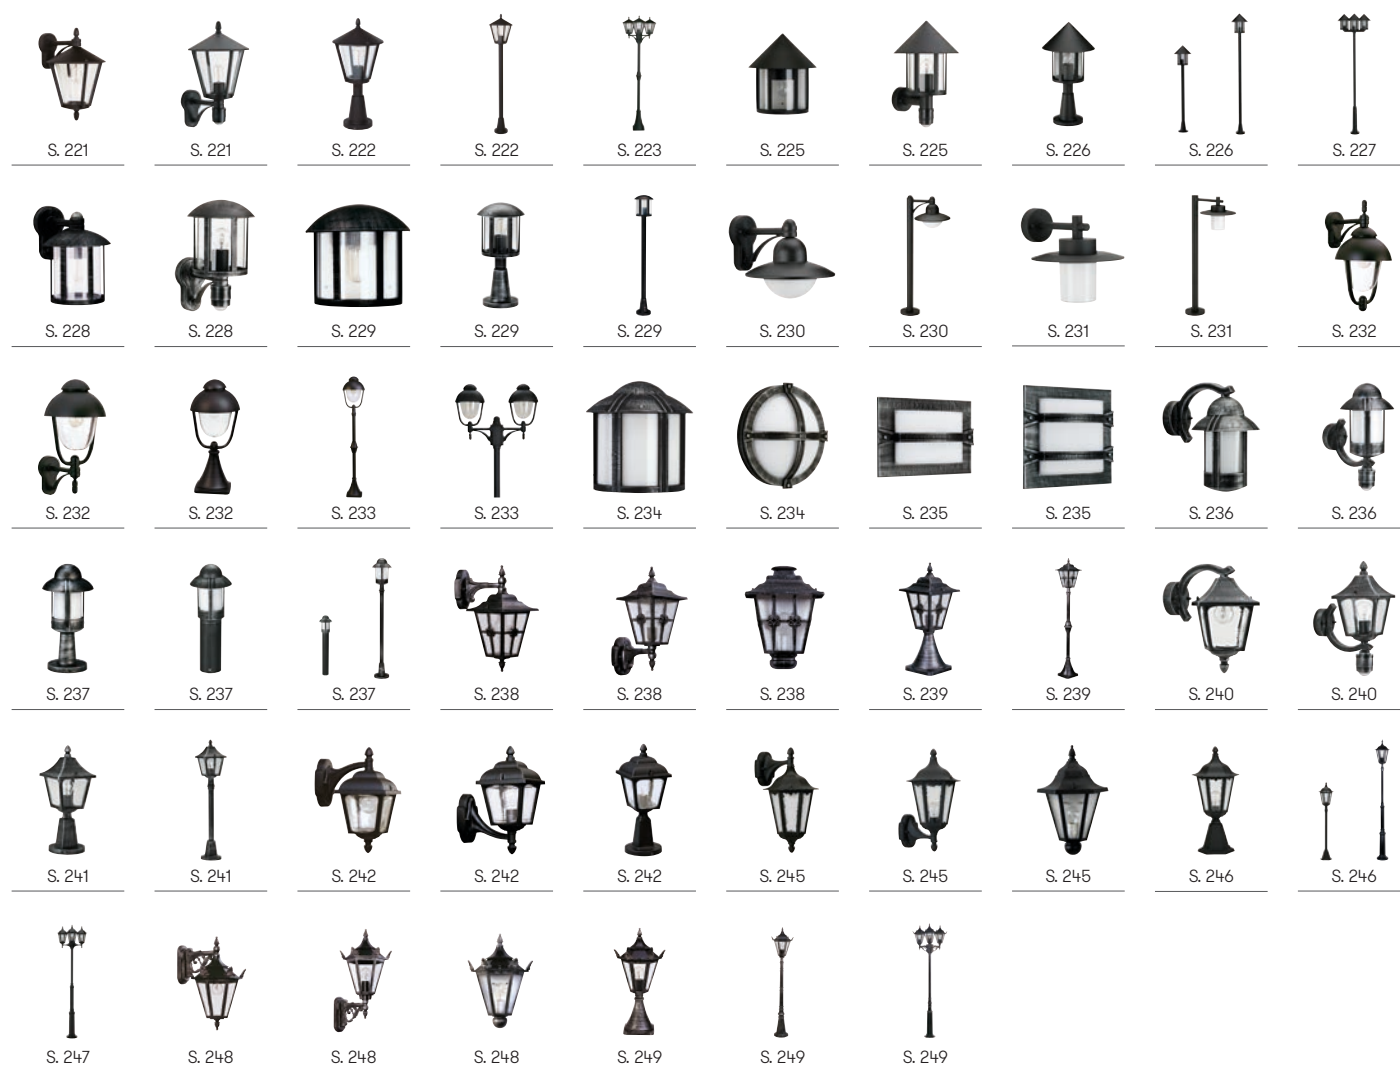 S. 221 S. 221 S. 222 S. 222 S. 223 S. 225 S. 225 S. 226 S. 226 S. 227
S. 228 S. 228 S. 229 S. 229 S. 229 S. 230 S. 230 S. 231 S. 231 S. 232
S. 232 S. 232 S. 233 S. 233 S. 234 S. 234 S. 235 S. 235 S. 236 S. 236
S. 237 S. 237 S. 237 S. 238 S. 238 S. 238 S. 239 S. 239 S. 240 S. 240
S. 241 S. 241 S. 242 S. 242 S. 242 S. 245 S. 245 S. 245 S. 246 S. 246
S. 247 S. 248 S. 248 S. 248 S. 249 S. 249 S. 249